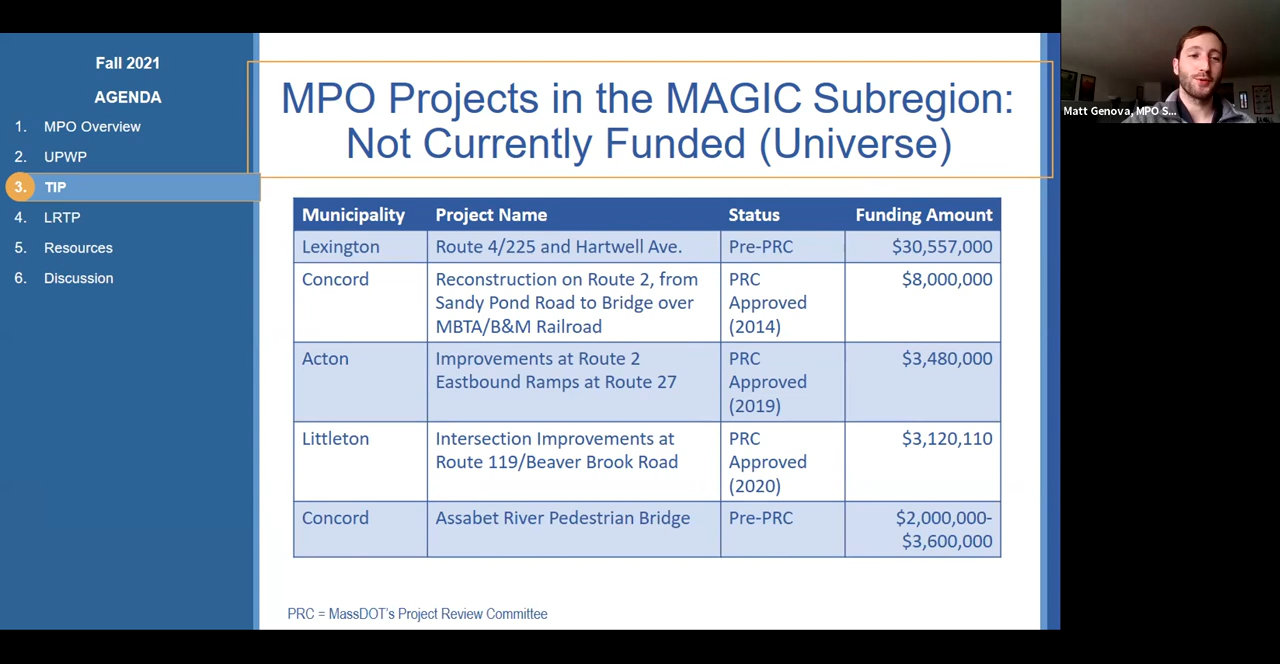 Fall 2021
AGENDA
1. MPO Overview
2. UPWP
3. TIP
4. LRTP
5. Resources
6. Discussion
MPO Projects in the MAGIC Subregion:
Not Currently Funded (Universe)
Municipality Project Name Status Funding Amount
Lexington Route 4/225 and Hartwell Ave. Pre-PRC $30,557,000
Concord Reconstruction on Route 2, from PRC $8,000,000
Sandy Pond Road to Bridge over Approved
MBTA/B&M Railroad (2014)
Acton Improvements at Route 2 PRC $3,480,000
Eastbound Ramps at Route 27 Approved
(2019)
Littleton Intersection Improvements at PRC $3,120,110
Route 119/Beaver Brook Road Approved
(2020)
Concord Assabet River Pedestrian Bridge Pre-PRC $2,000,000-
$3,600,000
PRC = MassDOT's Project Review Committee
Matt Genova, MPO S...